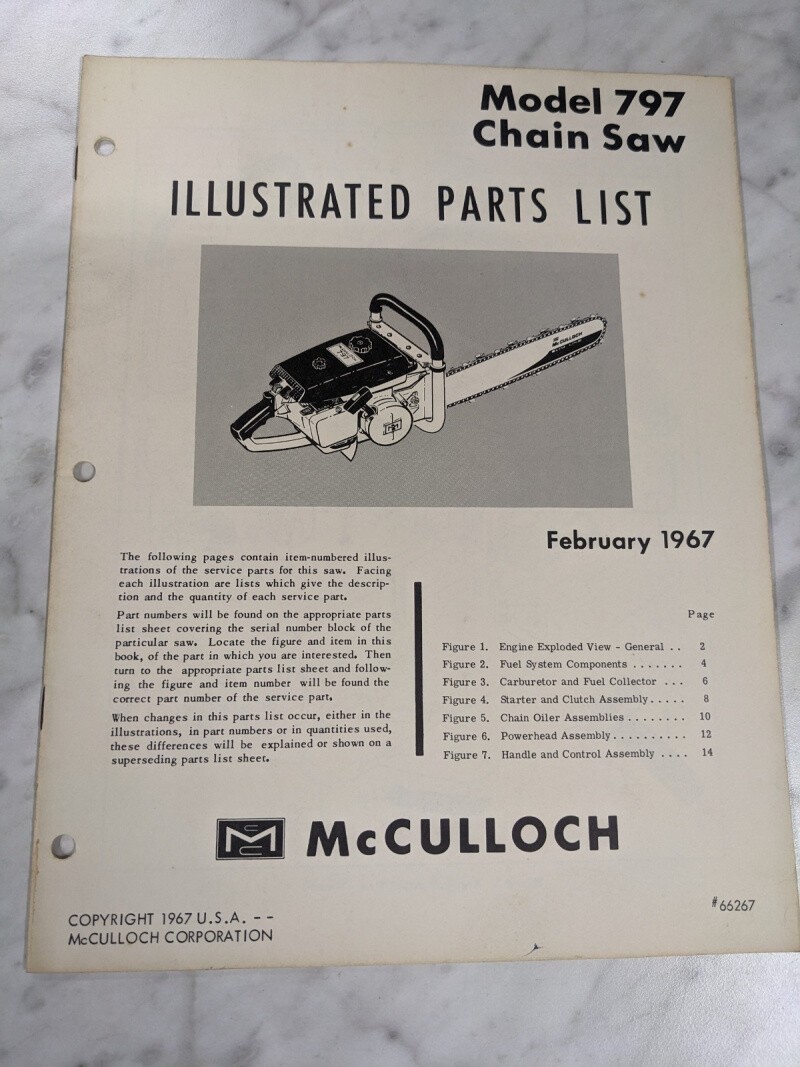 Model 797
Chain Saw
ILLUSTRATED PARTS LIST
McCULLOCH
February 1967
The following pages contain item-numbered illus-
trations of the service parts for this saw. Facing
each illustration are lists which give the descrip-
tion and the quantity of each service part.
Part numbers will be found on the appropriate parts
list sheet covering the serial number block of the
particular saw. Locate the figure and item in this
book, of the part in which you are interested. Then
turn to the appropriate parts list sheet and follow-
ing the figure and item number will be found the
correct part number of the service part.
When changes in this parts list occur, either in the
illustrations, in part numbers or in quantities used,
these differences will be explained or shown on a
superseding parts list sheet.
Page
Figure 1. Engine Exploded View - General . . 2
Figure 2. Fuel System Components . . . . . . . 4
Figure 3. Carburetor and Fuel Collector . . . 6
Figure 4. Starter and Clutch Assembly . . . . . 8
Figure 5. Chain Oiler Assemblies . . . . . . . . 10
Figure 6. Powerhead Assembly . . . . . . . . . . 12
Figure 7. Handle and Control Assembly . . . . 14
McCULLOCH
#66267
COPYRIGHT 1967 U.S.A. - -
McCULLOCH CORPORATION